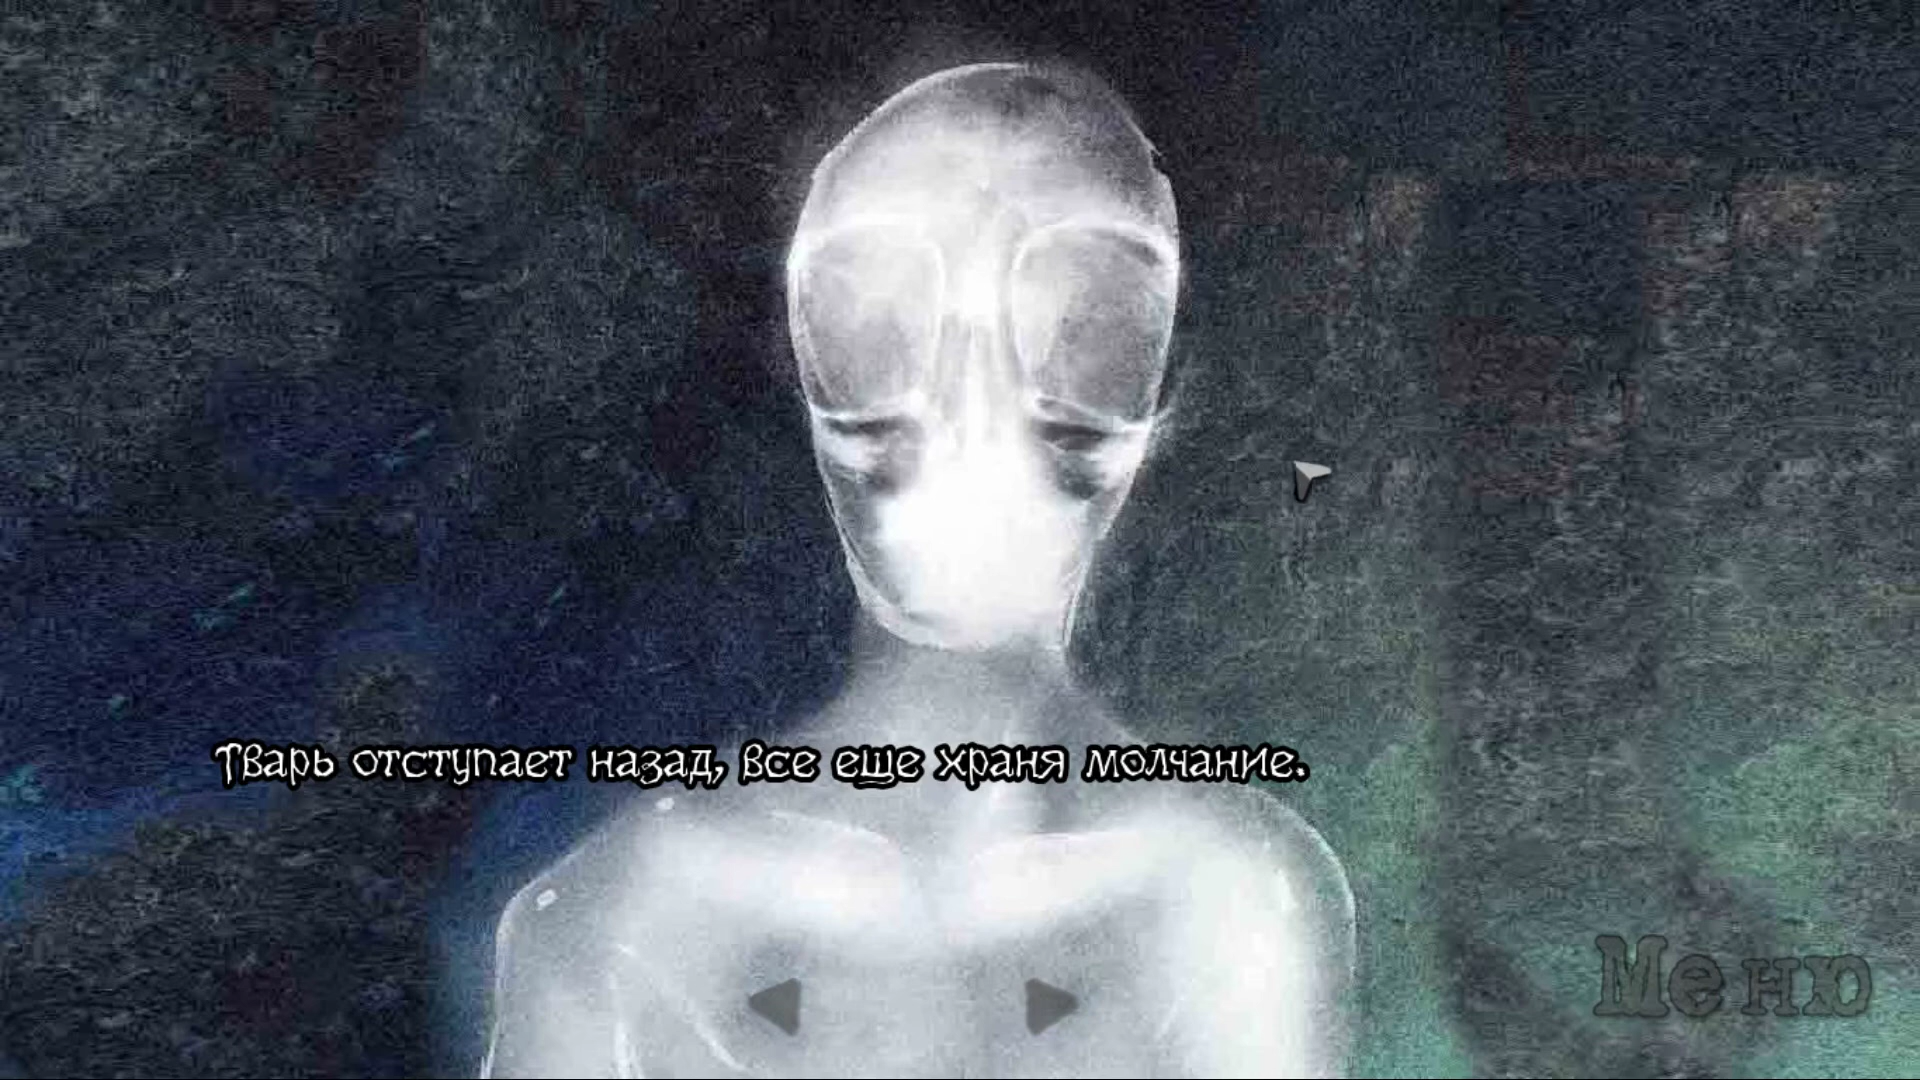 Тварь отступает назад, все еще храня молчание.
Меню